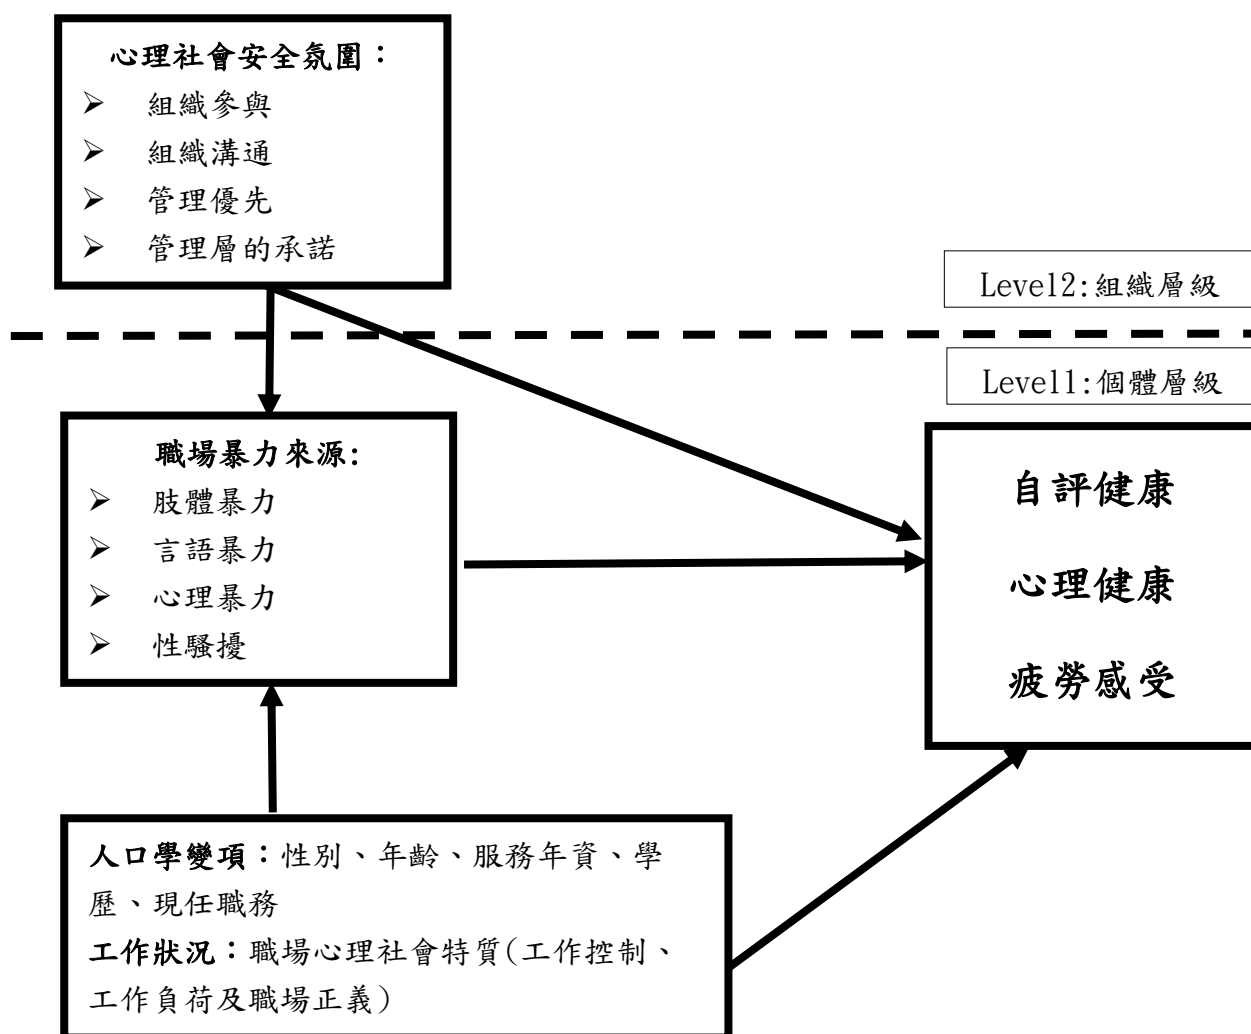 心理社會安全氛圍：
➢ 組織參與
➢ 組織溝通
➢ 管理優先
➢ 管理層的承諾
Level2:組織層級
Level1:個體層級
職場暴力來源:
➢ 肢體暴力
➢ 言語暴力
➢ 心理暴力
➢ 性騷擾
自評健康
心理健康
疲勞感受
人口學變項：性別、年齡、服務年資、學
歷、現任職務
工作狀況：職場心理社會特質(工作控制、
工作負荷及職場正義)